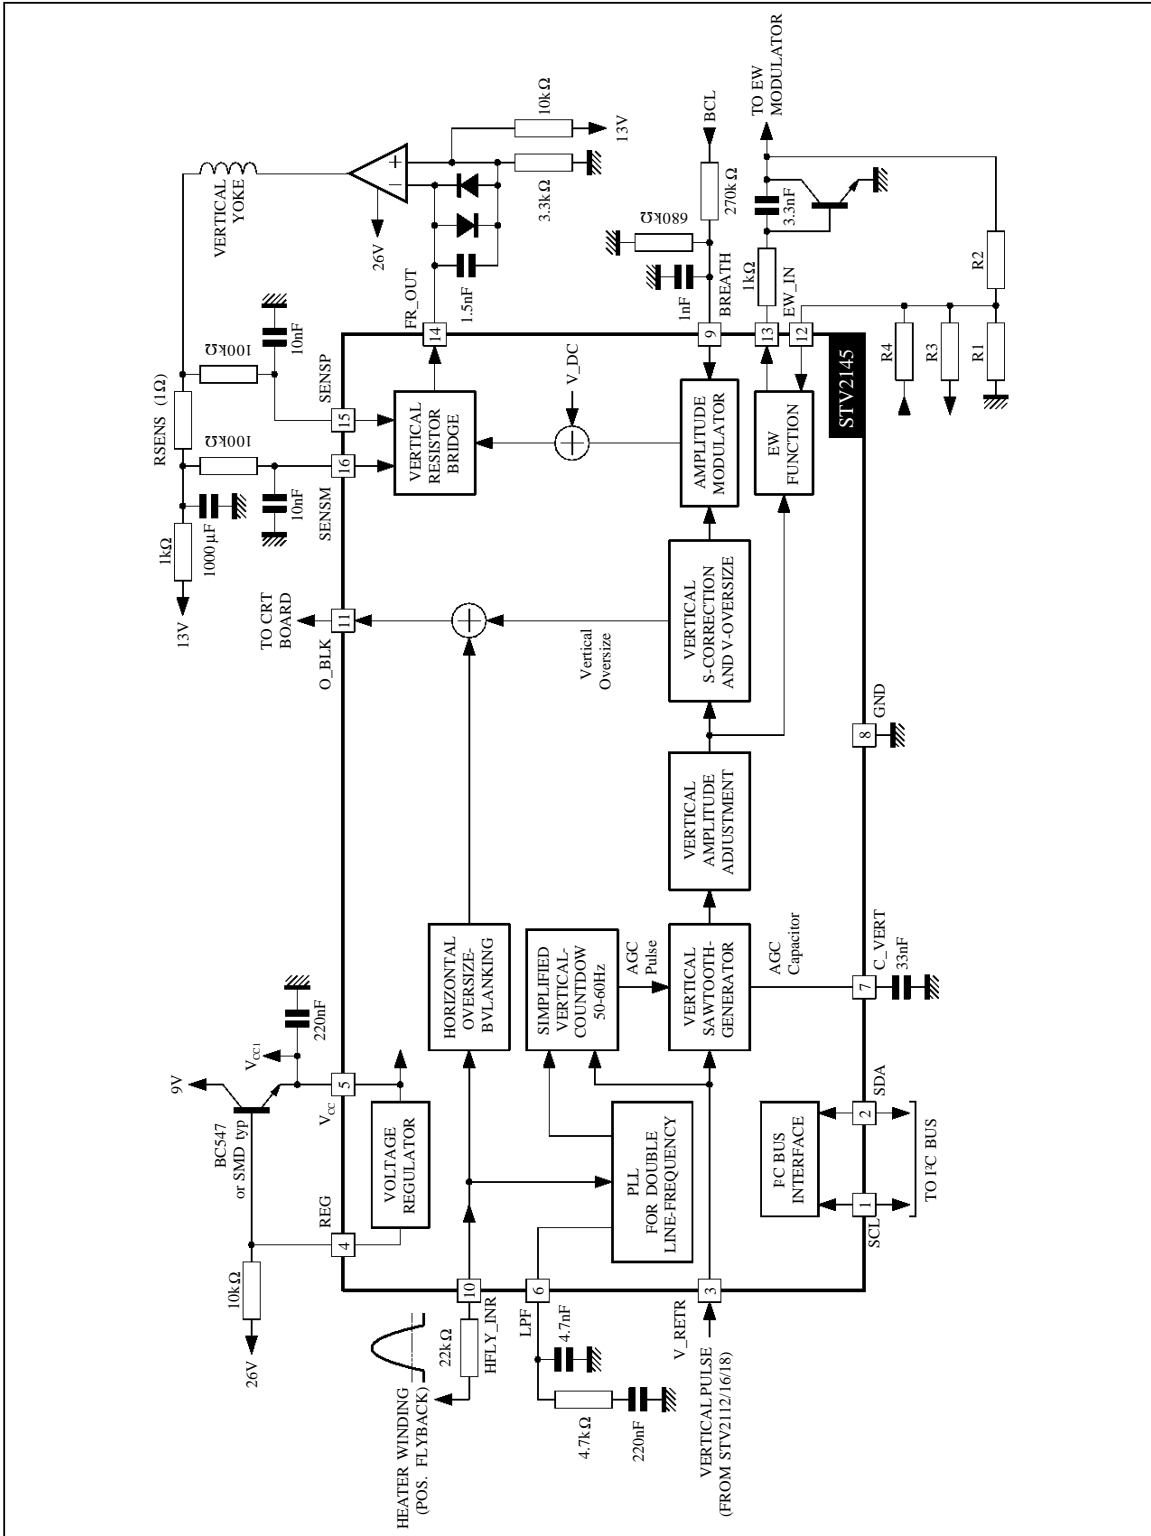 HEATER WINDING
(POS. FLYBACK)
22kΩ
HFLY_INR
10
26V
10kΩ
REG
4
BC547
or SMD typ
9V
V_CC1
220nF
V_CC
5
VOLTAGE
REGULATOR
LPF
6
4.7nF
4.7kΩ
220nF
VERTICAL PULSE
(FROM STV2112/16/18)
V_RETR
3
PLL
FOR DOUBLE
LINE-FREQUENCY
HORIZONTAL
OVERSIZE-
BVLANKING
SIMPLIFIED
VERTICAL-
COUNTDOW
50-60Hz
AGC
Pulse
VERTICAL
SAWTOOTH-
GENERATOR
AGC
Capacitor
7
C_VERT
33nF
I²C BUS
INTERFACE
1
SCL
2
SDA
TO I²C BUS
VERTICAL
AMPLITUDE
ADJUSTMENT
8
GND
VERTICAL
S-CORRECTION
AND V-OVERSIZE
Vertical
Oversize
TO CRT
BOARD
O_BLK
11
13V
1kΩ
1000µF
RSENS (1Ω)
100kΩ
100kΩ
10nF
10nF
SENSM
16
SENSP
15
VERTICAL
RESISTOR
BRIDGE
V_DC
AMPLITUDE
MODULATOR
EW
FUNCTION
STV2145
FR_OUT
14
1.5nF
VERTICAL
YOKE
26V
3.3kΩ
10kΩ
13V
BREATH
9
1nF
680kΩ
270kΩ
BCL
13
1kΩ
EW_IN
12
3.3nF
TO EW
MODULATOR
R4
R3
R1
R2